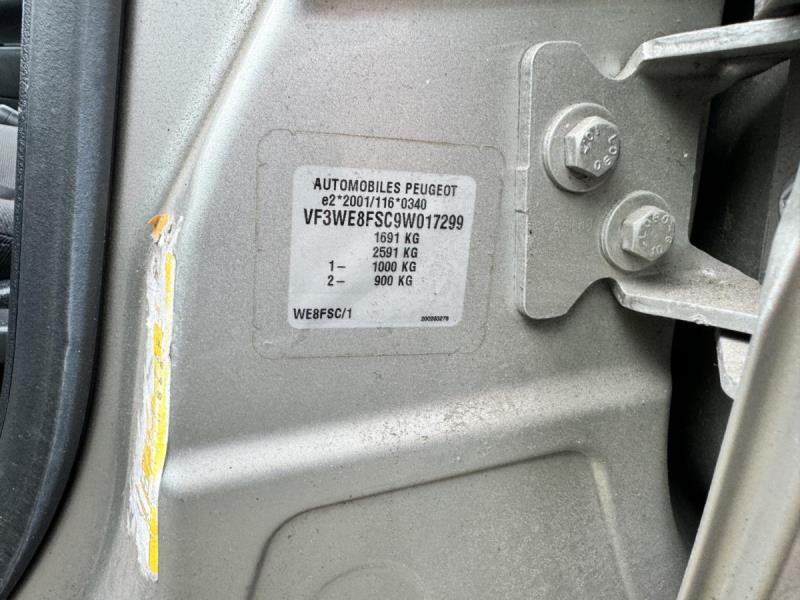 AUTOMOBILES PEUGEOT
e2*2001/116*0340
VF3WE8FSC9W017299
1691 KG
2591 KG
1– 1000 KG
2– 900 KG
WE8FSC/1